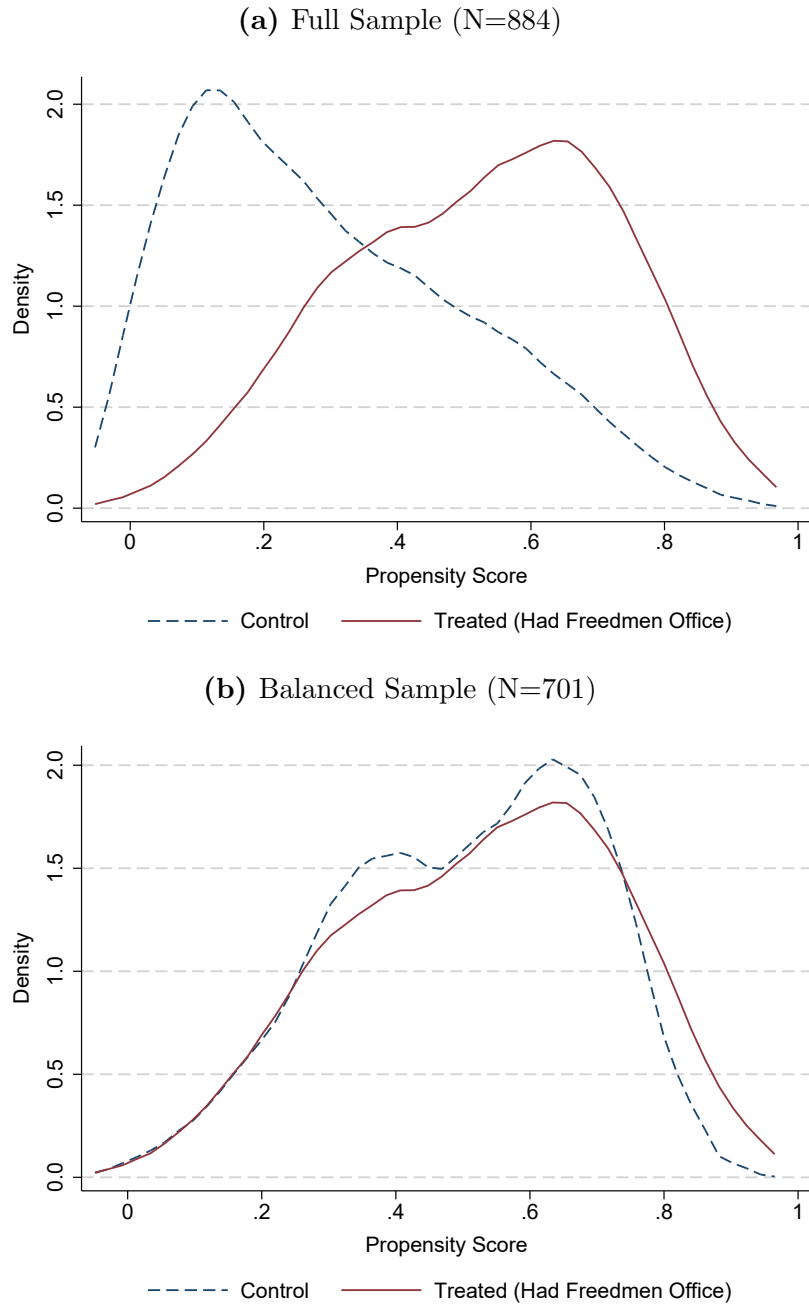 (a) Full Sample (N=884)
2.0
1.5
1.0
0.5
0.0
Density
0 .2 .4 .6 .8 1
Propensity Score
Control Treated (Had Freedmen Office)
(b) Balanced Sample (N=701)
2.0
1.5
1.0
0.5
0.0
Density
0 .2 .4 .6 .8 1
Propensity Score
Control Treated (Had Freedmen Office)